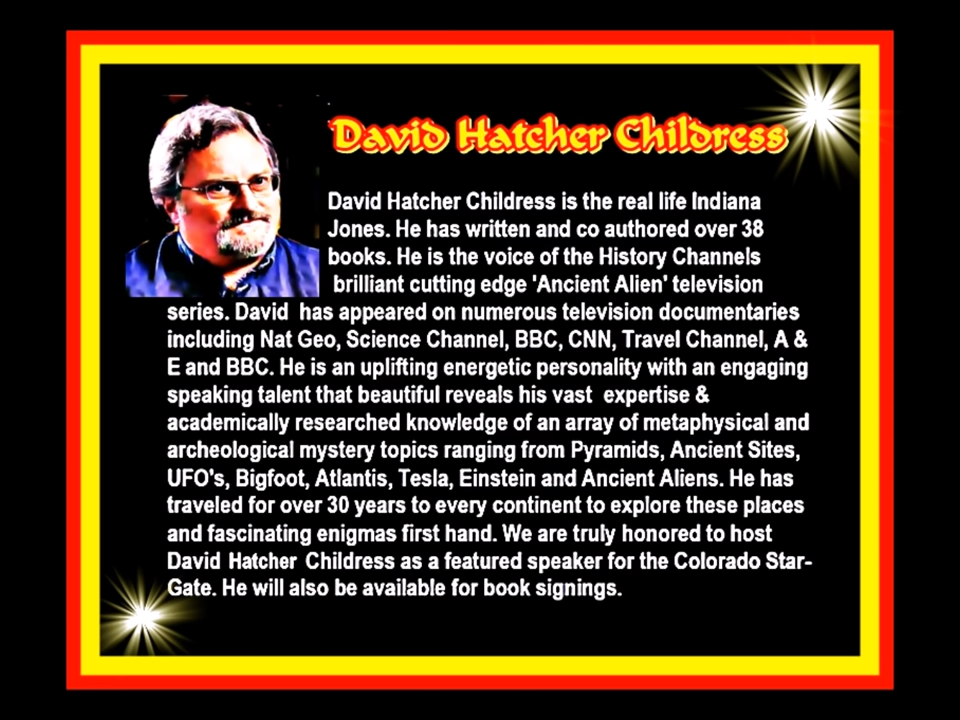 David Hatcher Childress
David Hatcher Childress is the real life Indiana
Jones. He has written and co authored over 38
books. He is the voice of the History Channels
brilliant cutting edge 'Ancient Alien' television
series. David has appeared on numerous television documentaries
including Nat Geo, Science Channel, BBC, CNN, Travel Channel, A &
E and BBC. He is an uplifting energetic personality with an engaging
speaking talent that beautiful reveals his vast expertise &
academically researched knowledge of an array of metaphysical and
archeological mystery topics ranging from Pyramids, Ancient Sites,
UFO's, Bigfoot, Atlantis, Tesla, Einstein and Ancient Aliens. He has
traveled for over 30 years to every continent to explore these places
and fascinating enigmas first hand. We are truly honored to host
David Hatcher Childress as a featured speaker for the Colorado Star-
Gate. He will also be available for book signings.